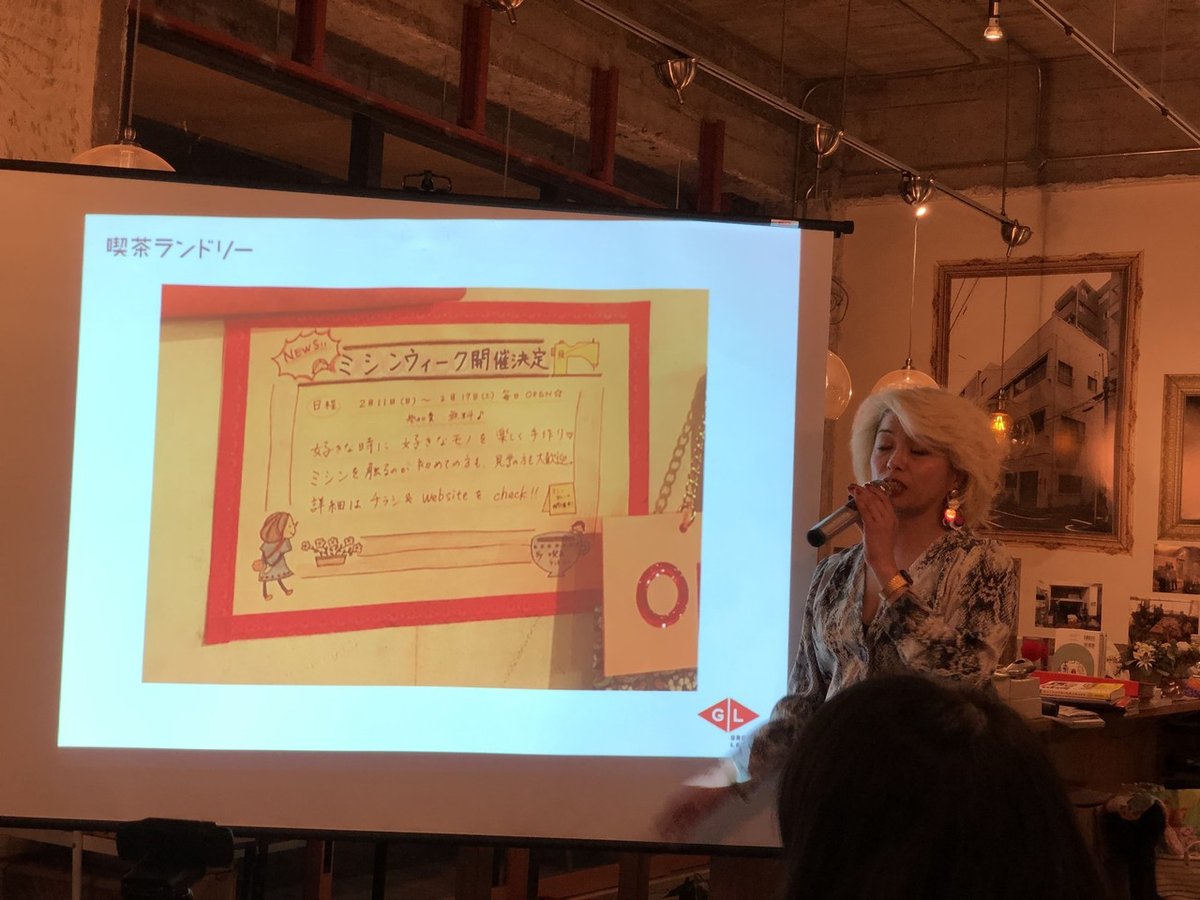 喫茶ランドリー
NEWS!!
ミシンウィーク開催決定
日程 2月11日(日)〜2月17日(土) 毎日 OPEN☆
参加費 無料♪
好きな時に 好きなモノを 楽しく手作り♡
ミシンを触るのが初めての方も、見学の方も大歓迎。
詳細は チラシ & website を check!!
GL